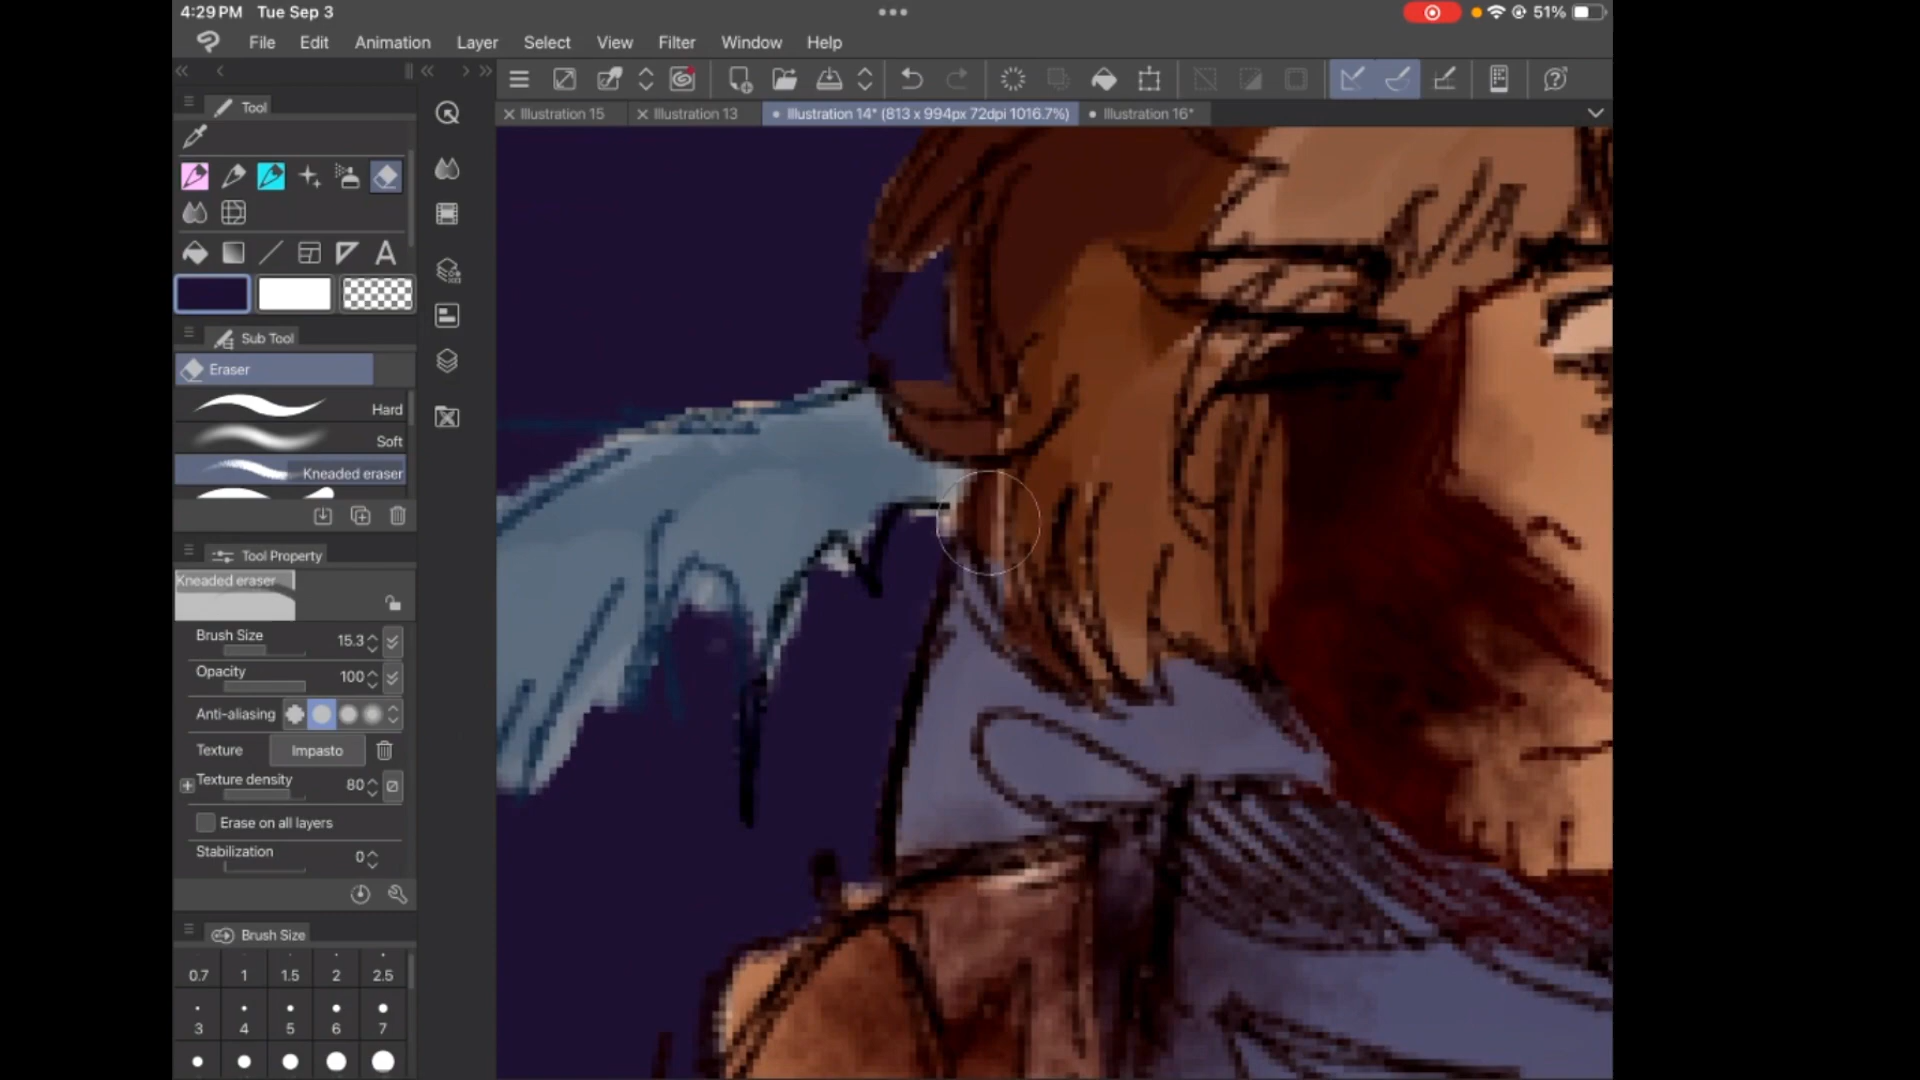 4:29 PM Tue Sep 3
51%
File Edit Animation Layer Select View Filter Window Help
Tool
Illustration 15
Illustration 13
Illustration 14* (813 x 994px 72dpi 1016.7%)
Illustration 16*
A
Sub Tool
Eraser
Hard
Soft
Kneaded eraser
Tool Property
Kneaded eraser
Brush Size 15.3
Opacity 100
Anti-aliasing
Texture Impasto
Texture density 80
Erase on all layers
Stabilization 0
Brush Size
0.7 1 1.5 2 2.5
3 4 5 6 7